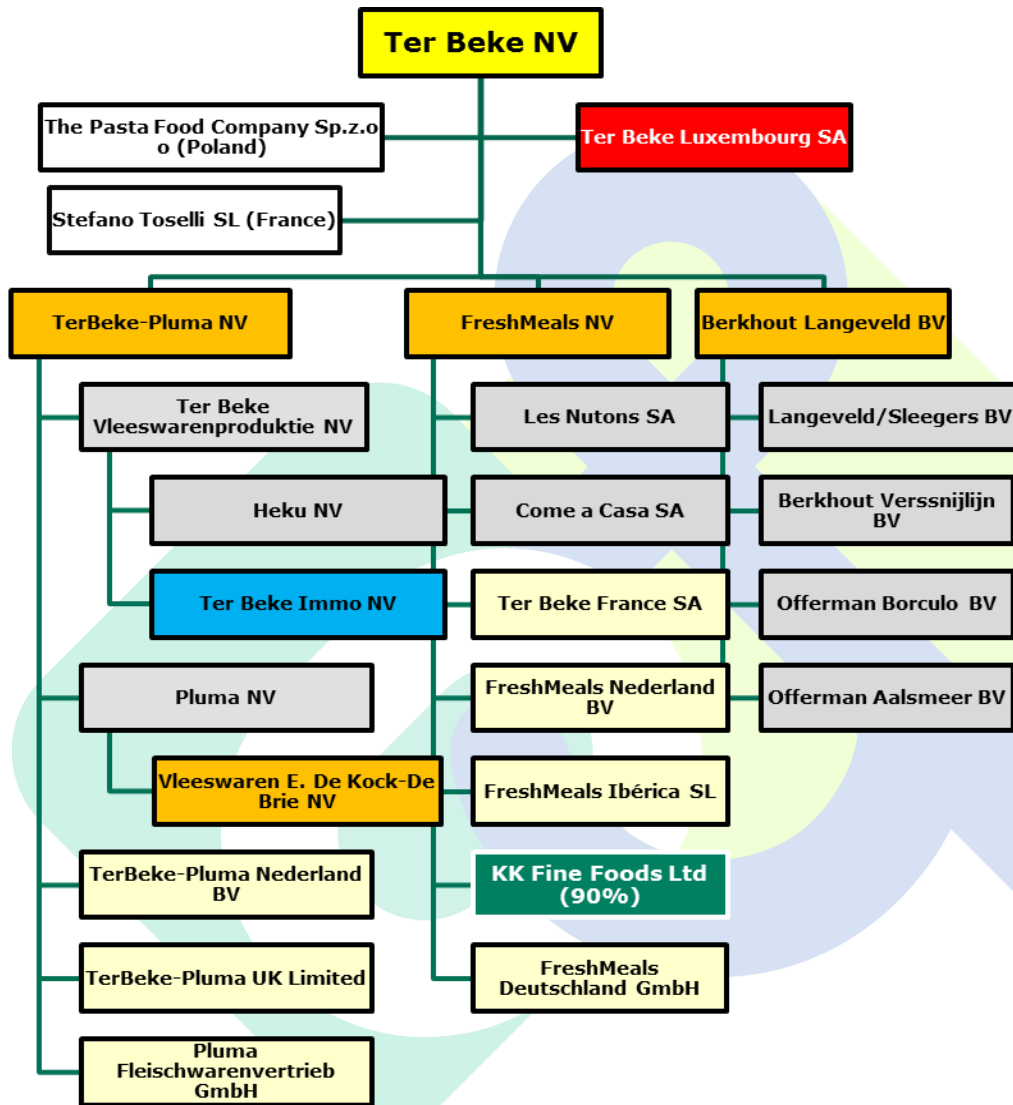 Ter Beke NV
The Pasta Food Company Sp.z.o
o (Poland)
Ter Beke Luxembourg SA
Stefano Toselli SL (France)
TerBeke-Pluma NV
FreshMeals NV
Berkhout Langeveld BV
Ter Beke
Vleeswarenproduktie NV
Les Nutons SA
Langeveld/Sleegers BV
Heku NV
Come a Casa SA
Berkhout Verssnijlijn
BV
Ter Beke Immo NV
Ter Beke France SA
Offerman Borculo BV
Pluma NV
FreshMeals Nederland
BV
Offerman Aalsmeer BV
Vleeswaren E. De Kock-De
Brie NV
FreshMeals Ibérica SL
TerBeke-Pluma Nederland
BV
KK Fine Foods Ltd
(90%)
TerBeke-Pluma UK Limited
FreshMeals
Deutschland GmbH
Pluma
Fleischwarenvertrieb
GmbH